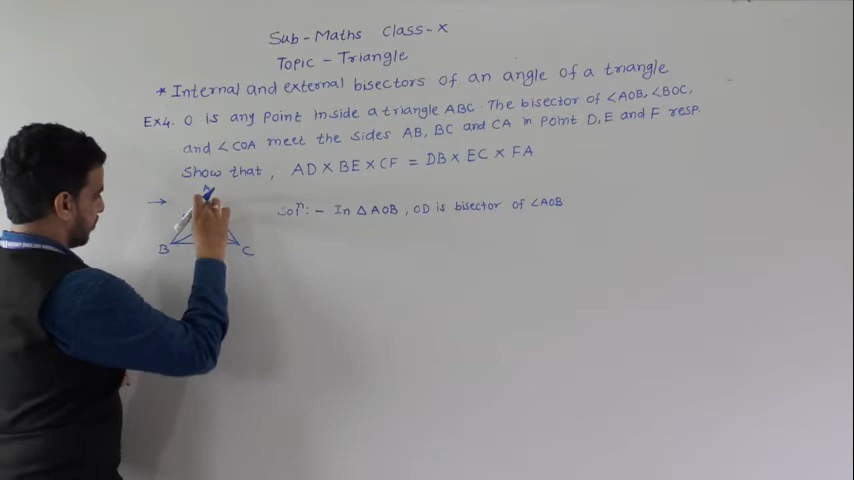 Sub - Maths Class - X
Topic - Triangle
* Internal and external bisectors of an angle of a triangle
Ex4. O is any point inside a triangle ABC. The bisector of ∠AOB, ∠BOC,
and ∠COA meet the sides AB, BC and CA in point D, E and F resp.
Show that, AD × BE × CF = DB × EC × FA
→ A
Solⁿ: - In △ AOB, OD is bisector of ∠AOB
B C